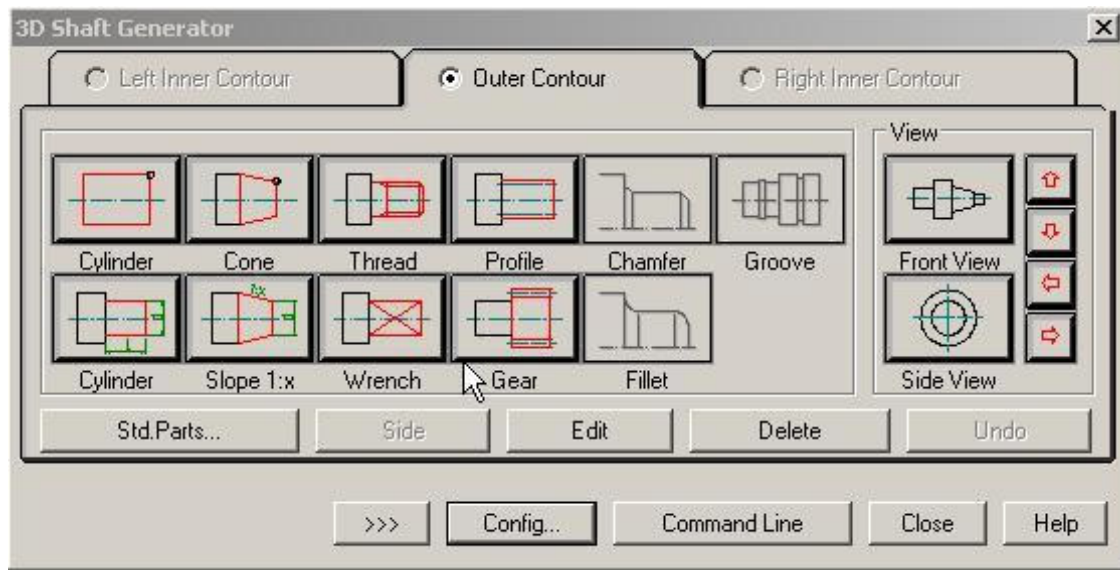 3D Shaft Generator
Left Inner Contour Outer Contour Right Inner Contour
View
Cylinder Cone Thread Profile Chamfer Groove Front View
1:x
Cylinder Slope 1:x Wrench Gear Fillet Side View
Std.Parts... Side Edit Delete Undo
>>> Config... Command Line Close Help